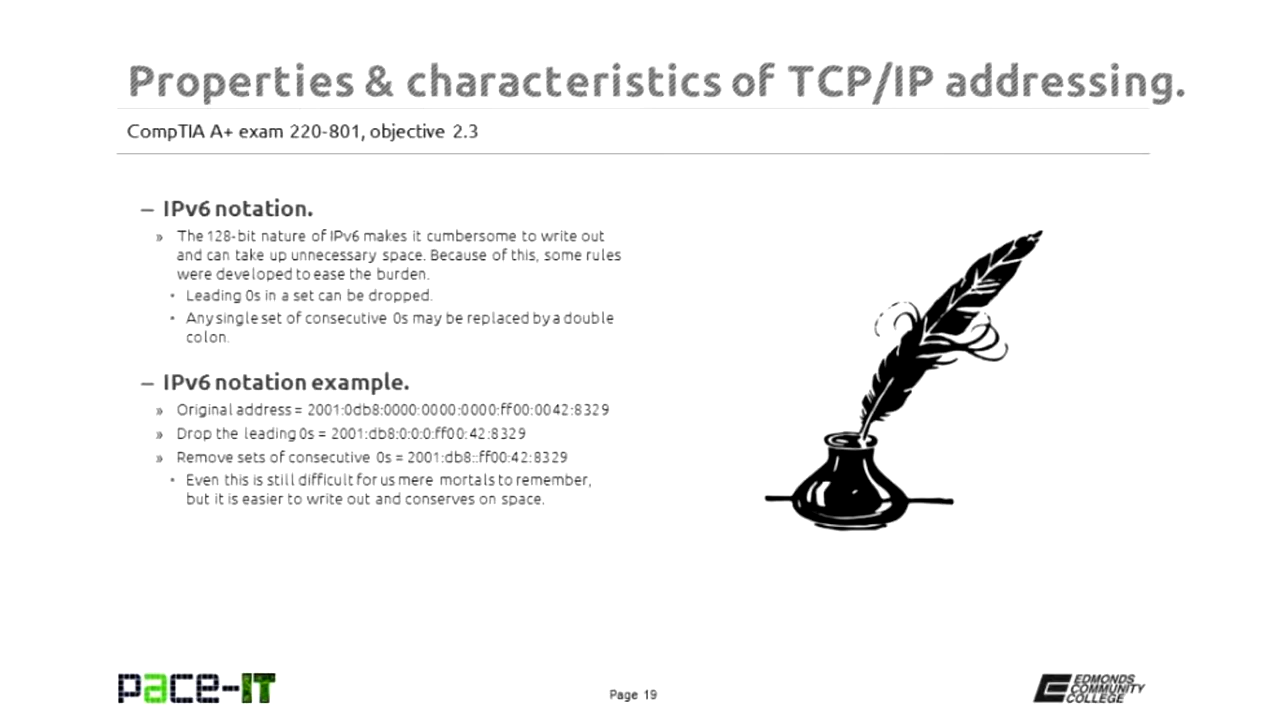 Properties & characteristics of TCP/IP addressing.
CompTIA A+ exam 220-801, objective 2.3
– IPv6 notation.
» The 128-bit nature of IPv6 makes it cumbersome to write out
and can take up unnecessary space. Because of this, some rules
were developed to ease the burden.
• Leading 0s in a set can be dropped.
• Any single set of consecutive 0s may be replaced by a double
colon.
– IPv6 notation example.
» Original address = 2001:0db8:0000:0000:0000:ff00:0042:8329
» Drop the leading 0s = 2001:db8:0:0:0:ff00:42:8329
» Remove sets of consecutive 0s = 2001:db8::ff00:42:8329
• Even this is still difficult for us mere mortals to remember,
but it is easier to write out and conserves on space.
pace-IT
Page 19
EDMONDS
COMMUNITY
COLLEGE